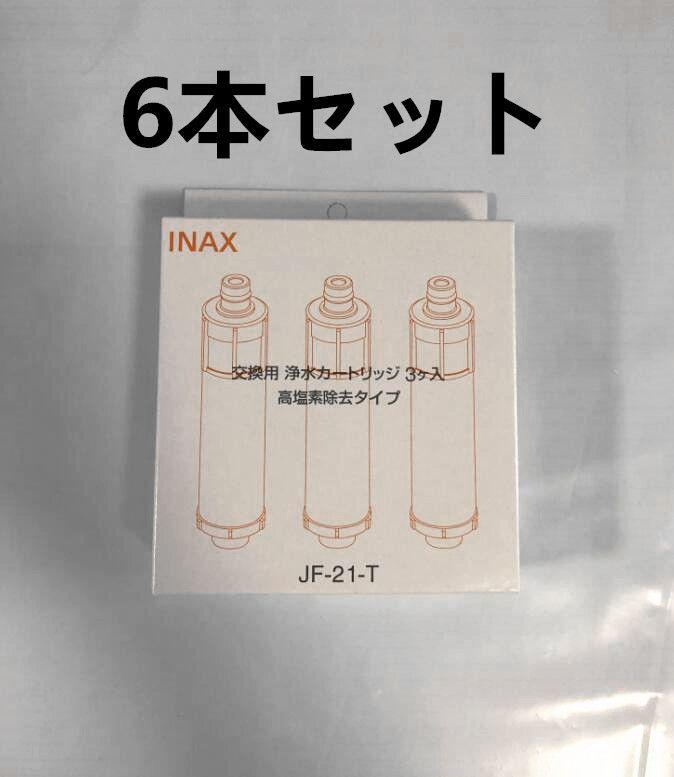 6本セット
INAX
交換用 浄水カートリッジ 3ヶ入
高塩素除去タイプ
JF-21-T